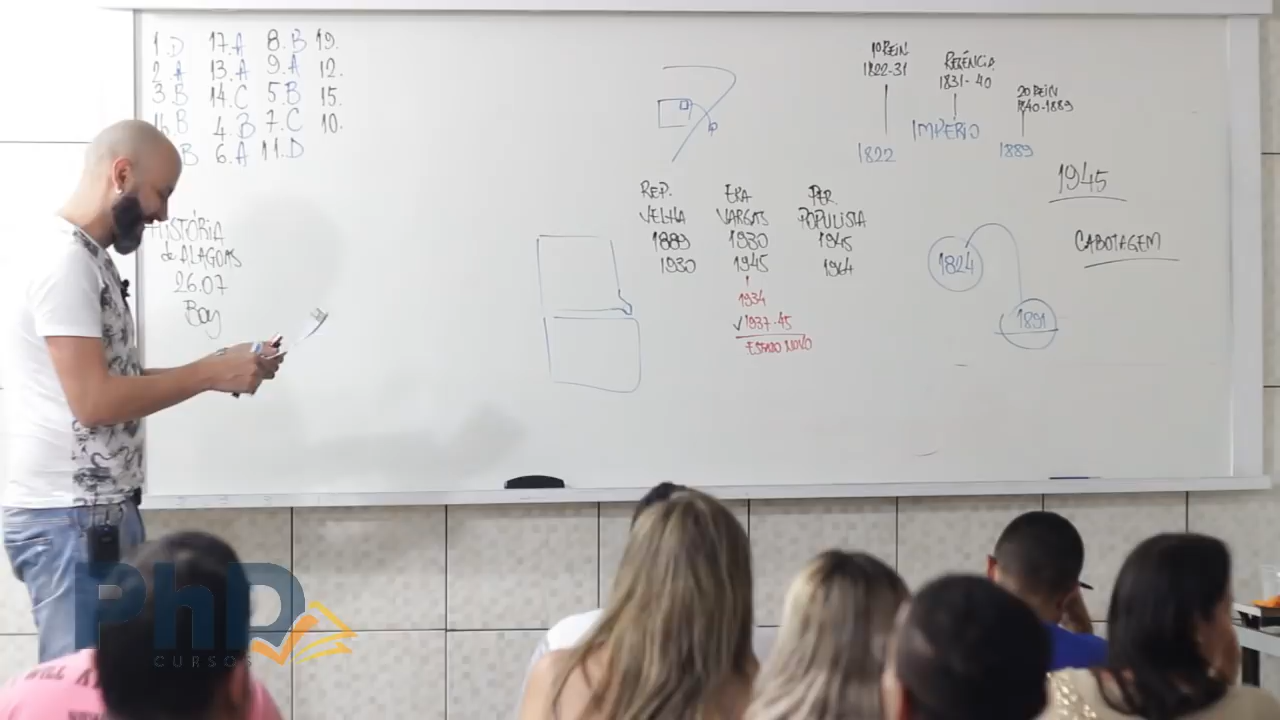 1.D 17.A 8.B 19.
2.A 13.A 9.A 12.
3 B 14.C 5.B 15.
16.B 4.B 7.C 10.
B 6.A 11.D
HISTÓRIA
de ALAGOAS
26.07
Boy
REP.
VELHA
1889
1930
ERA
VARGAS
1930
1945
1934
✓1937-45
ESTADO NOVO
PER.
POPULISTA
1945
1964
1º REIN
1822-31
REGÊNCIA
1831-40
2º REIN
1840-1889
IMPÉRIO
1822
1889
1945
CABOTAGEM
1824
1891
PhD
CURSOS